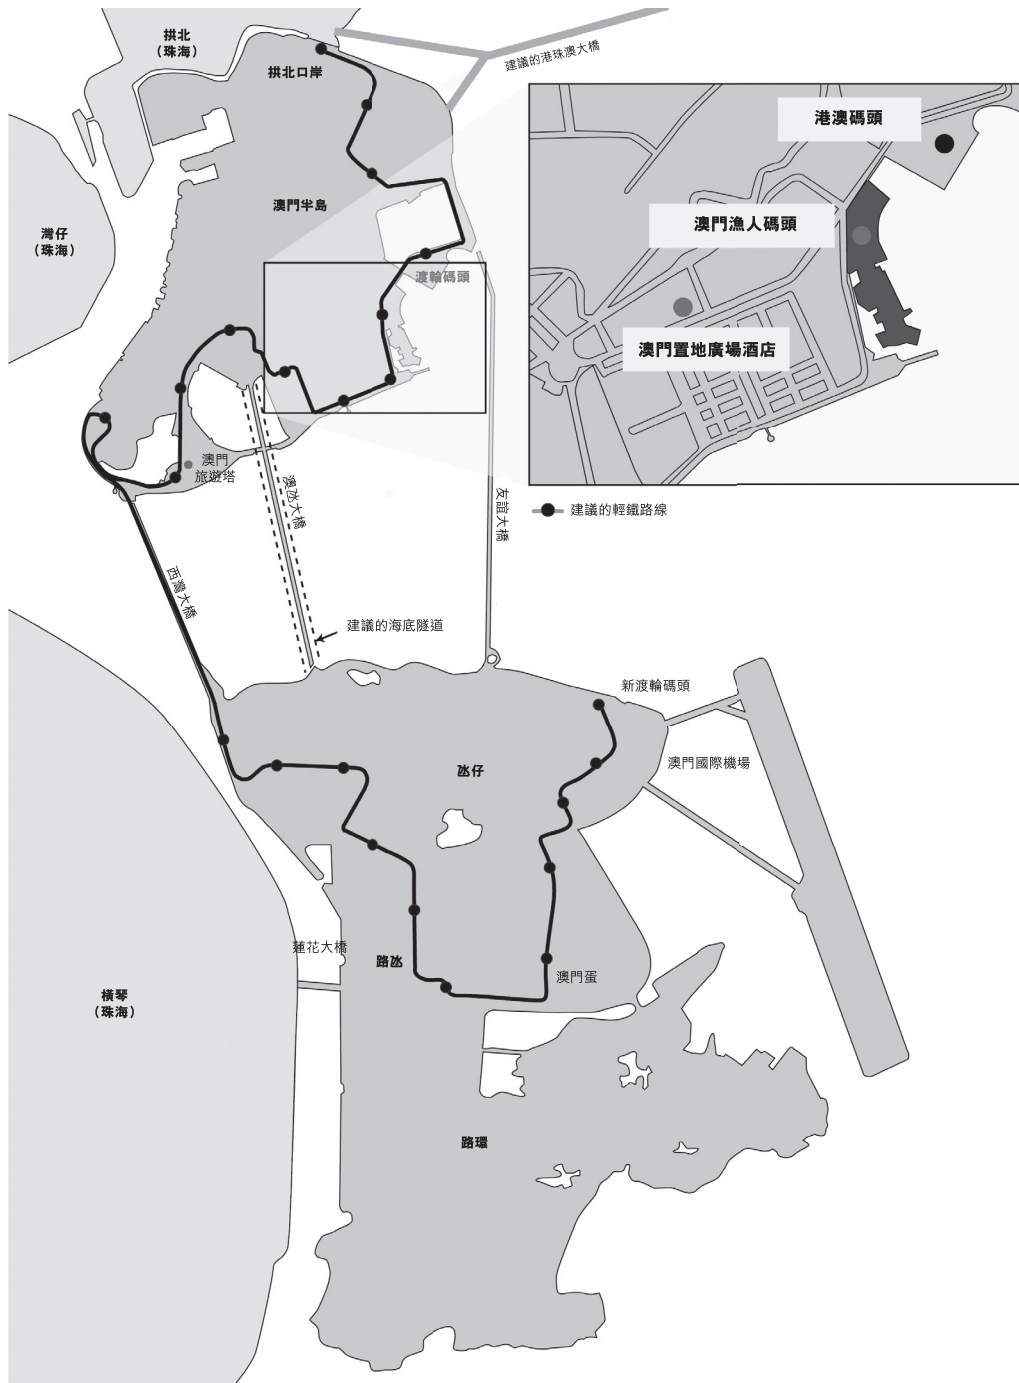 拱北
（珠海）
建議的港珠澳大橋
拱北口岸
港澳碼頭
澳門半島
澳門漁人碼頭
灣仔
（珠海）
渡輪碼頭
澳門置地廣場酒店
澳門
旅遊塔
澳氹大橋
友誼大橋
建議的輕鐵路線
西灣大橋
建議的海底隧道
新渡輪碼頭
氹仔
澳門國際機場
蓮花大橋
路氹
澳門蛋
橫琴
（珠海）
路環